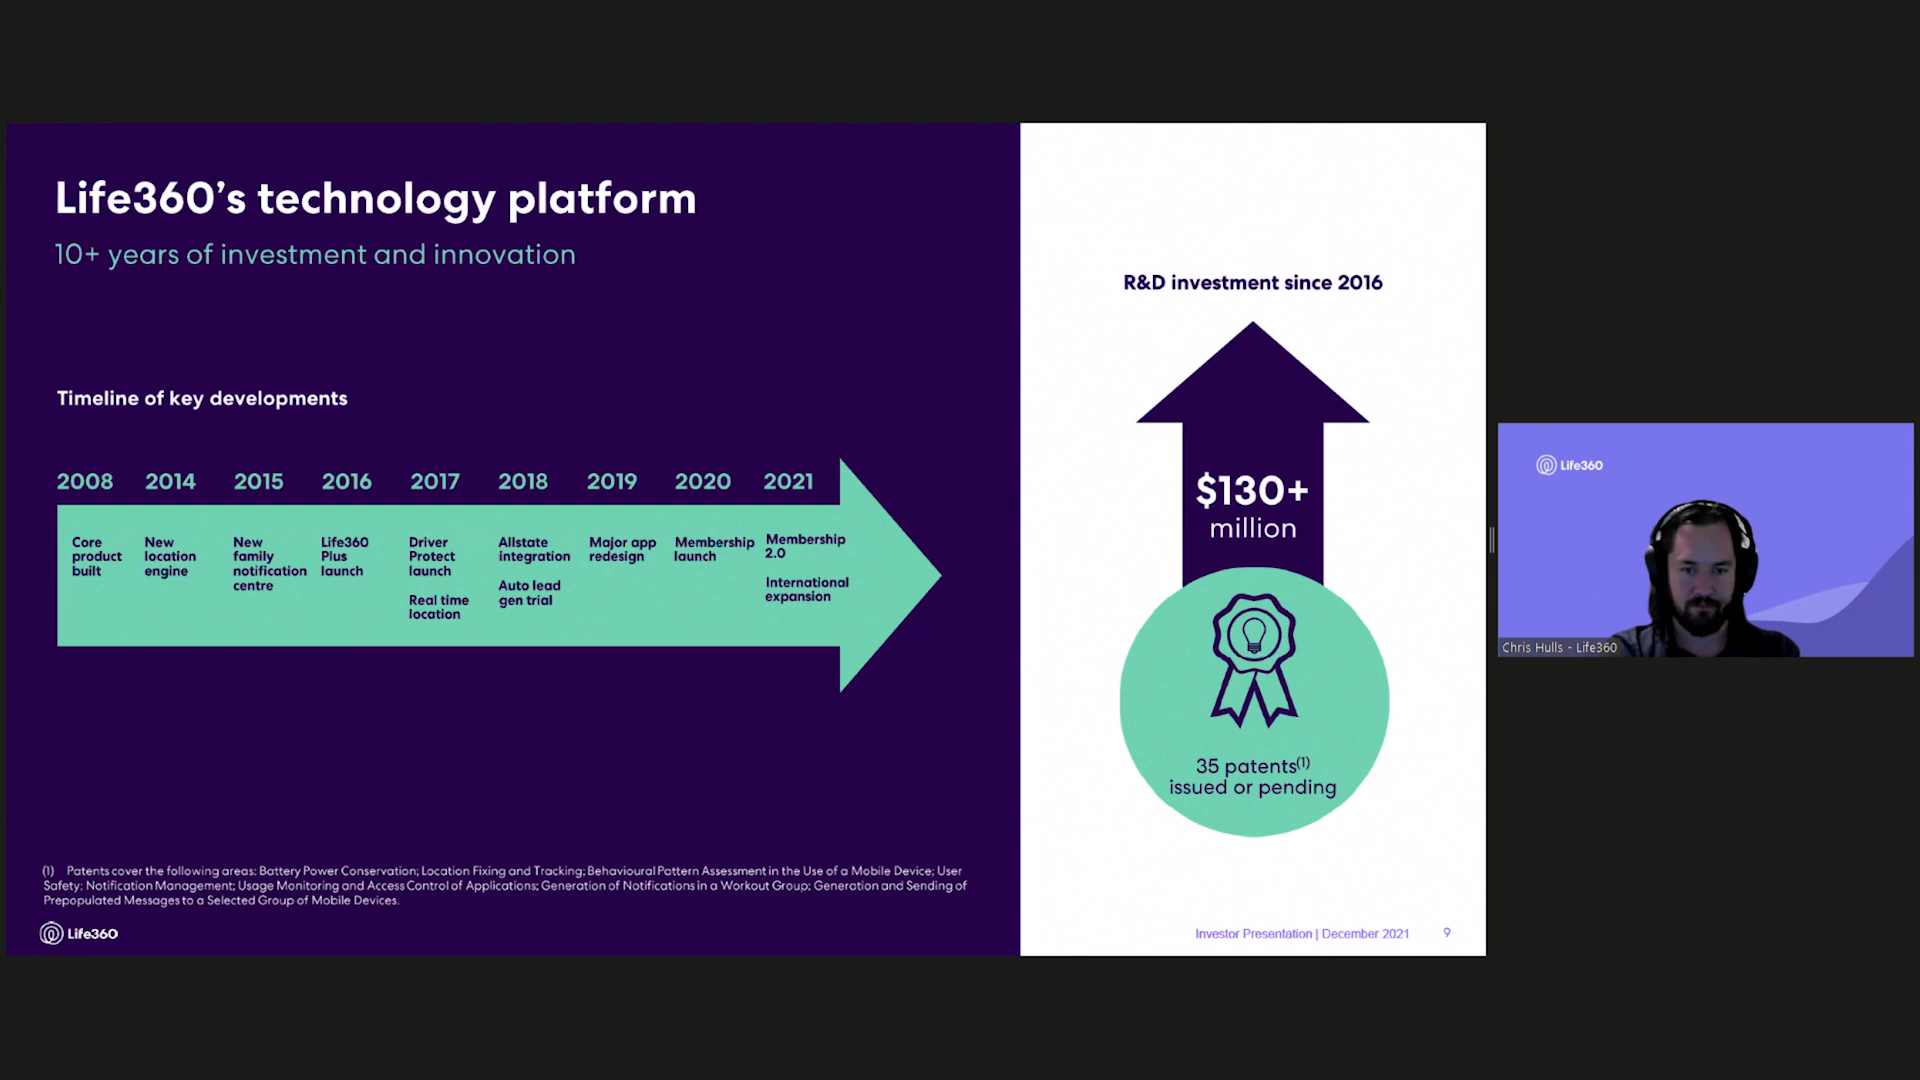 Life360's technology platform
10+ years of investment and innovation
Timeline of key developments
2008 2014 2015 2016 2017 2018 2019 2020 2021
Core
product
built
New
location
engine
New
family
notification
centre
Life360
Plus
launch
Driver
Protect
launch
Real time
location
Allstate
integration
Auto lead
gen trial
Major app
redesign
Membership
launch
Membership
2.0
International
expansion
(1) Patents cover the following areas: Battery Power Conservation; Location Fixing and Tracking; Behavioural Pattern Assessment in the Use of a Mobile Device; User
Safety; Notification Management; Usage Monitoring and Access Control of Applications; Generation of Notifications in a Workout Group; Generation and Sending of
Prepopulated Messages to a Selected Group of Mobile Devices.
Life360
R&D investment since 2016
$130+
million
35 patents(1)
issued or pending
Investor Presentation | December 2021 9
Life360
Chris Hulls - Life360